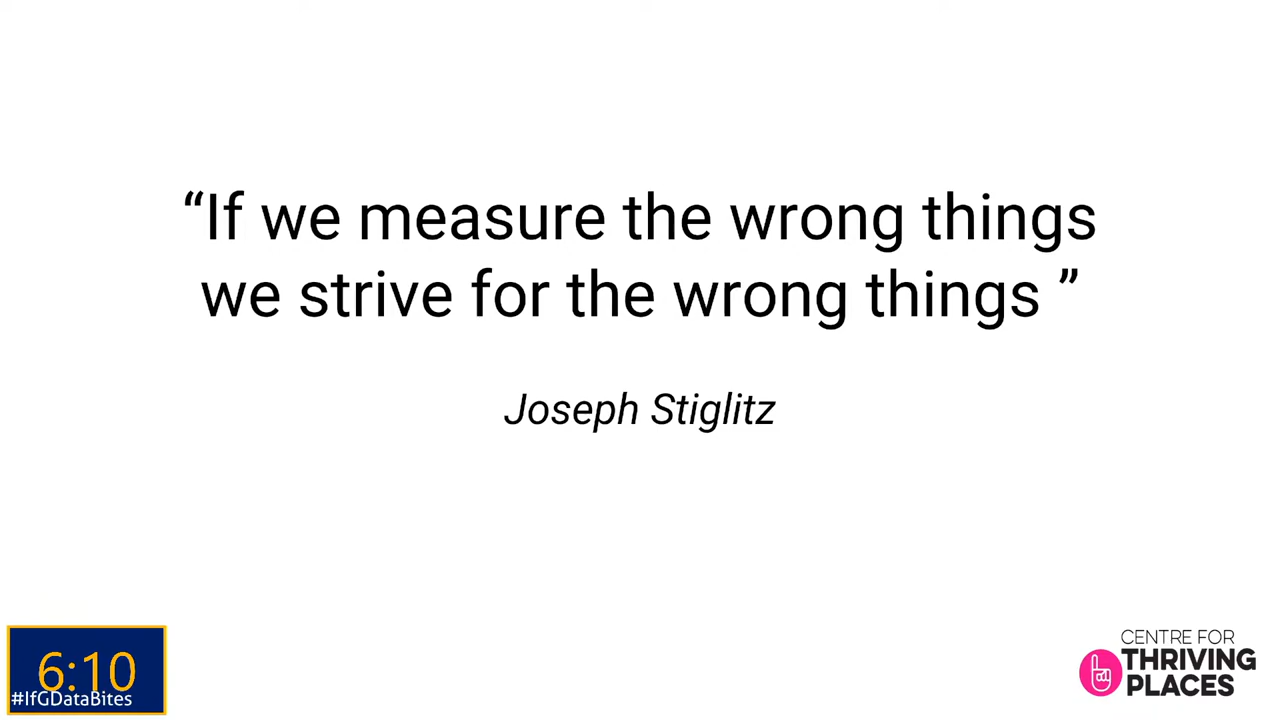 “If we measure the wrong things
we strive for the wrong things ”
Joseph Stiglitz
6:10
#IfGDataBites
CENTRE FOR
THRIVING
PLACES